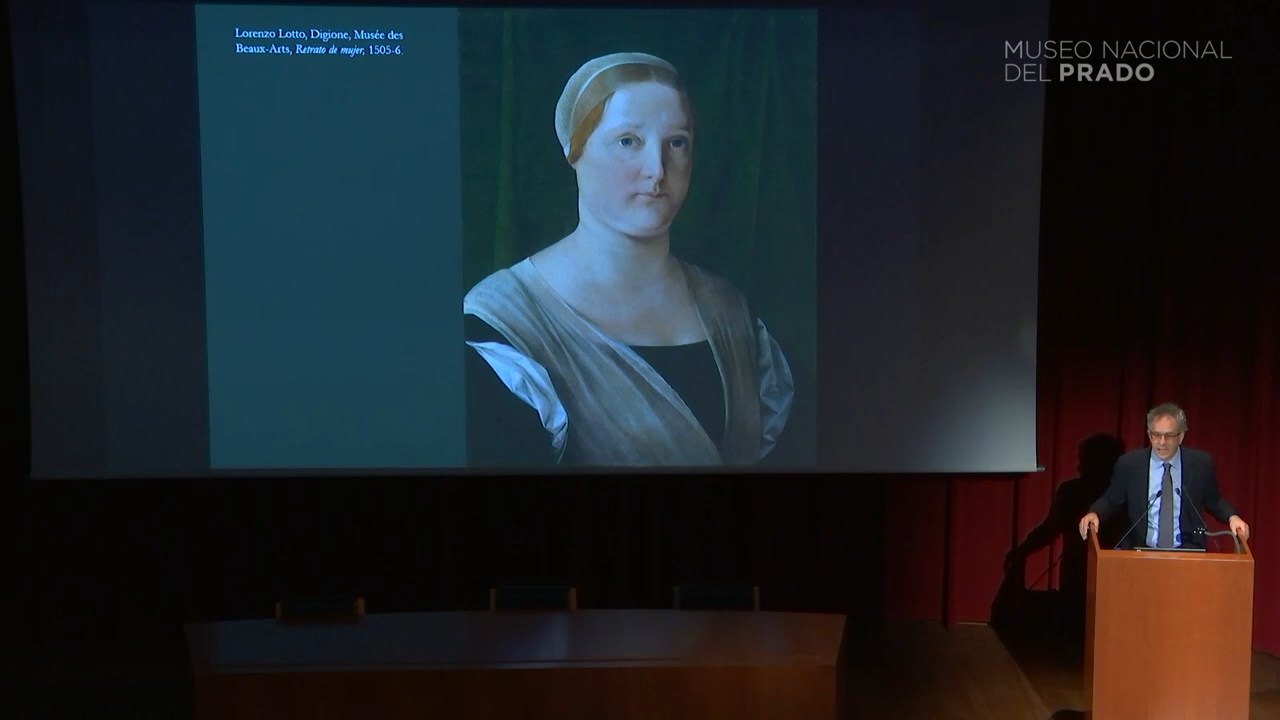 Lorenzo Lotto, Digione, Musée des
Beaux-Arts, Retrato de mujer, 1505-6.
MUSEO NACIONAL
DEL PRADO